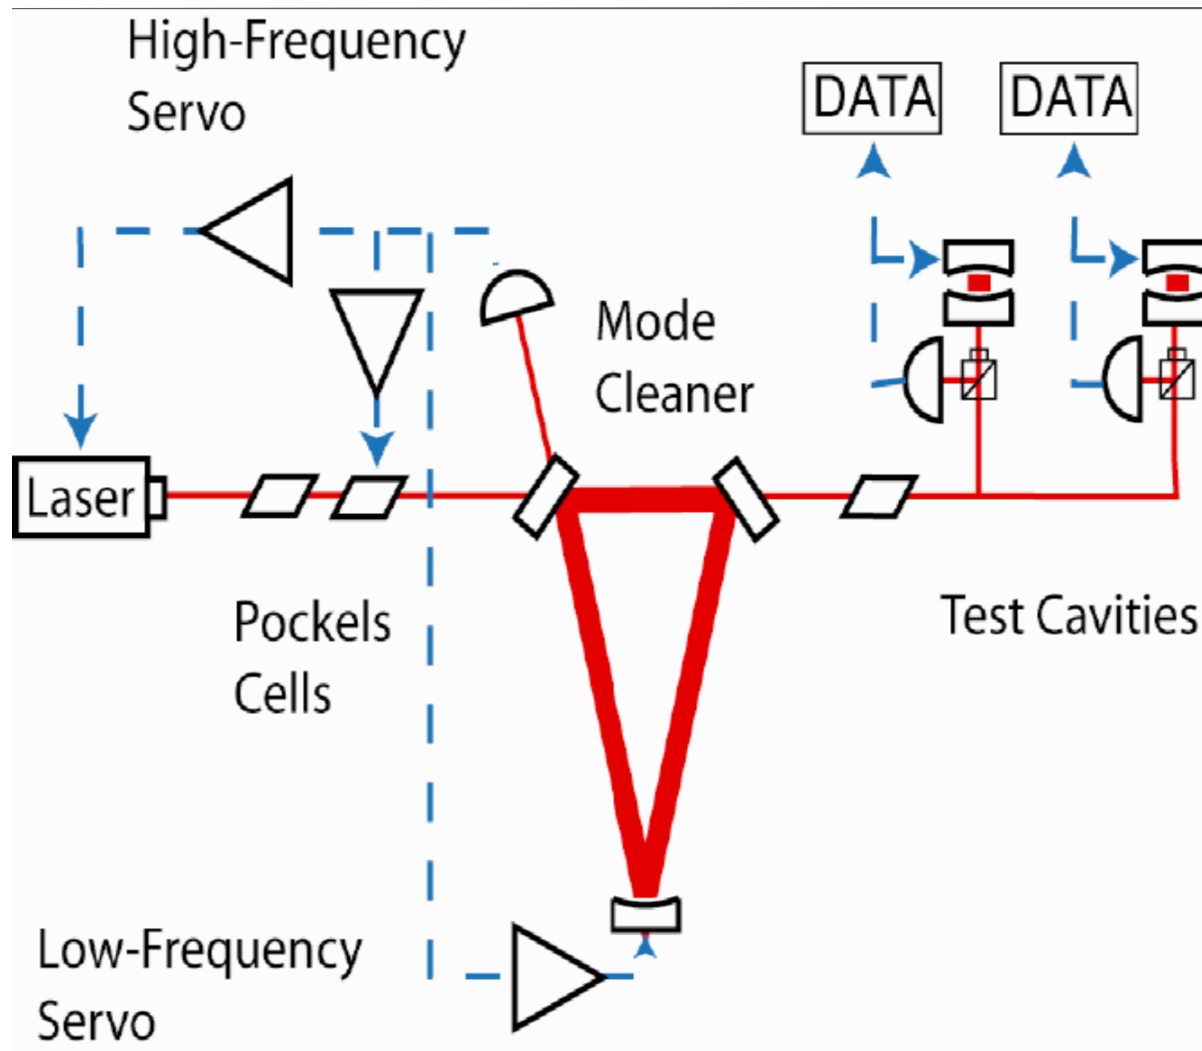 High-Frequency
Servo
DATA
DATA
Mode
Cleaner
Laser
Pockels
Cells
Test Cavities
Low-Frequency
Servo